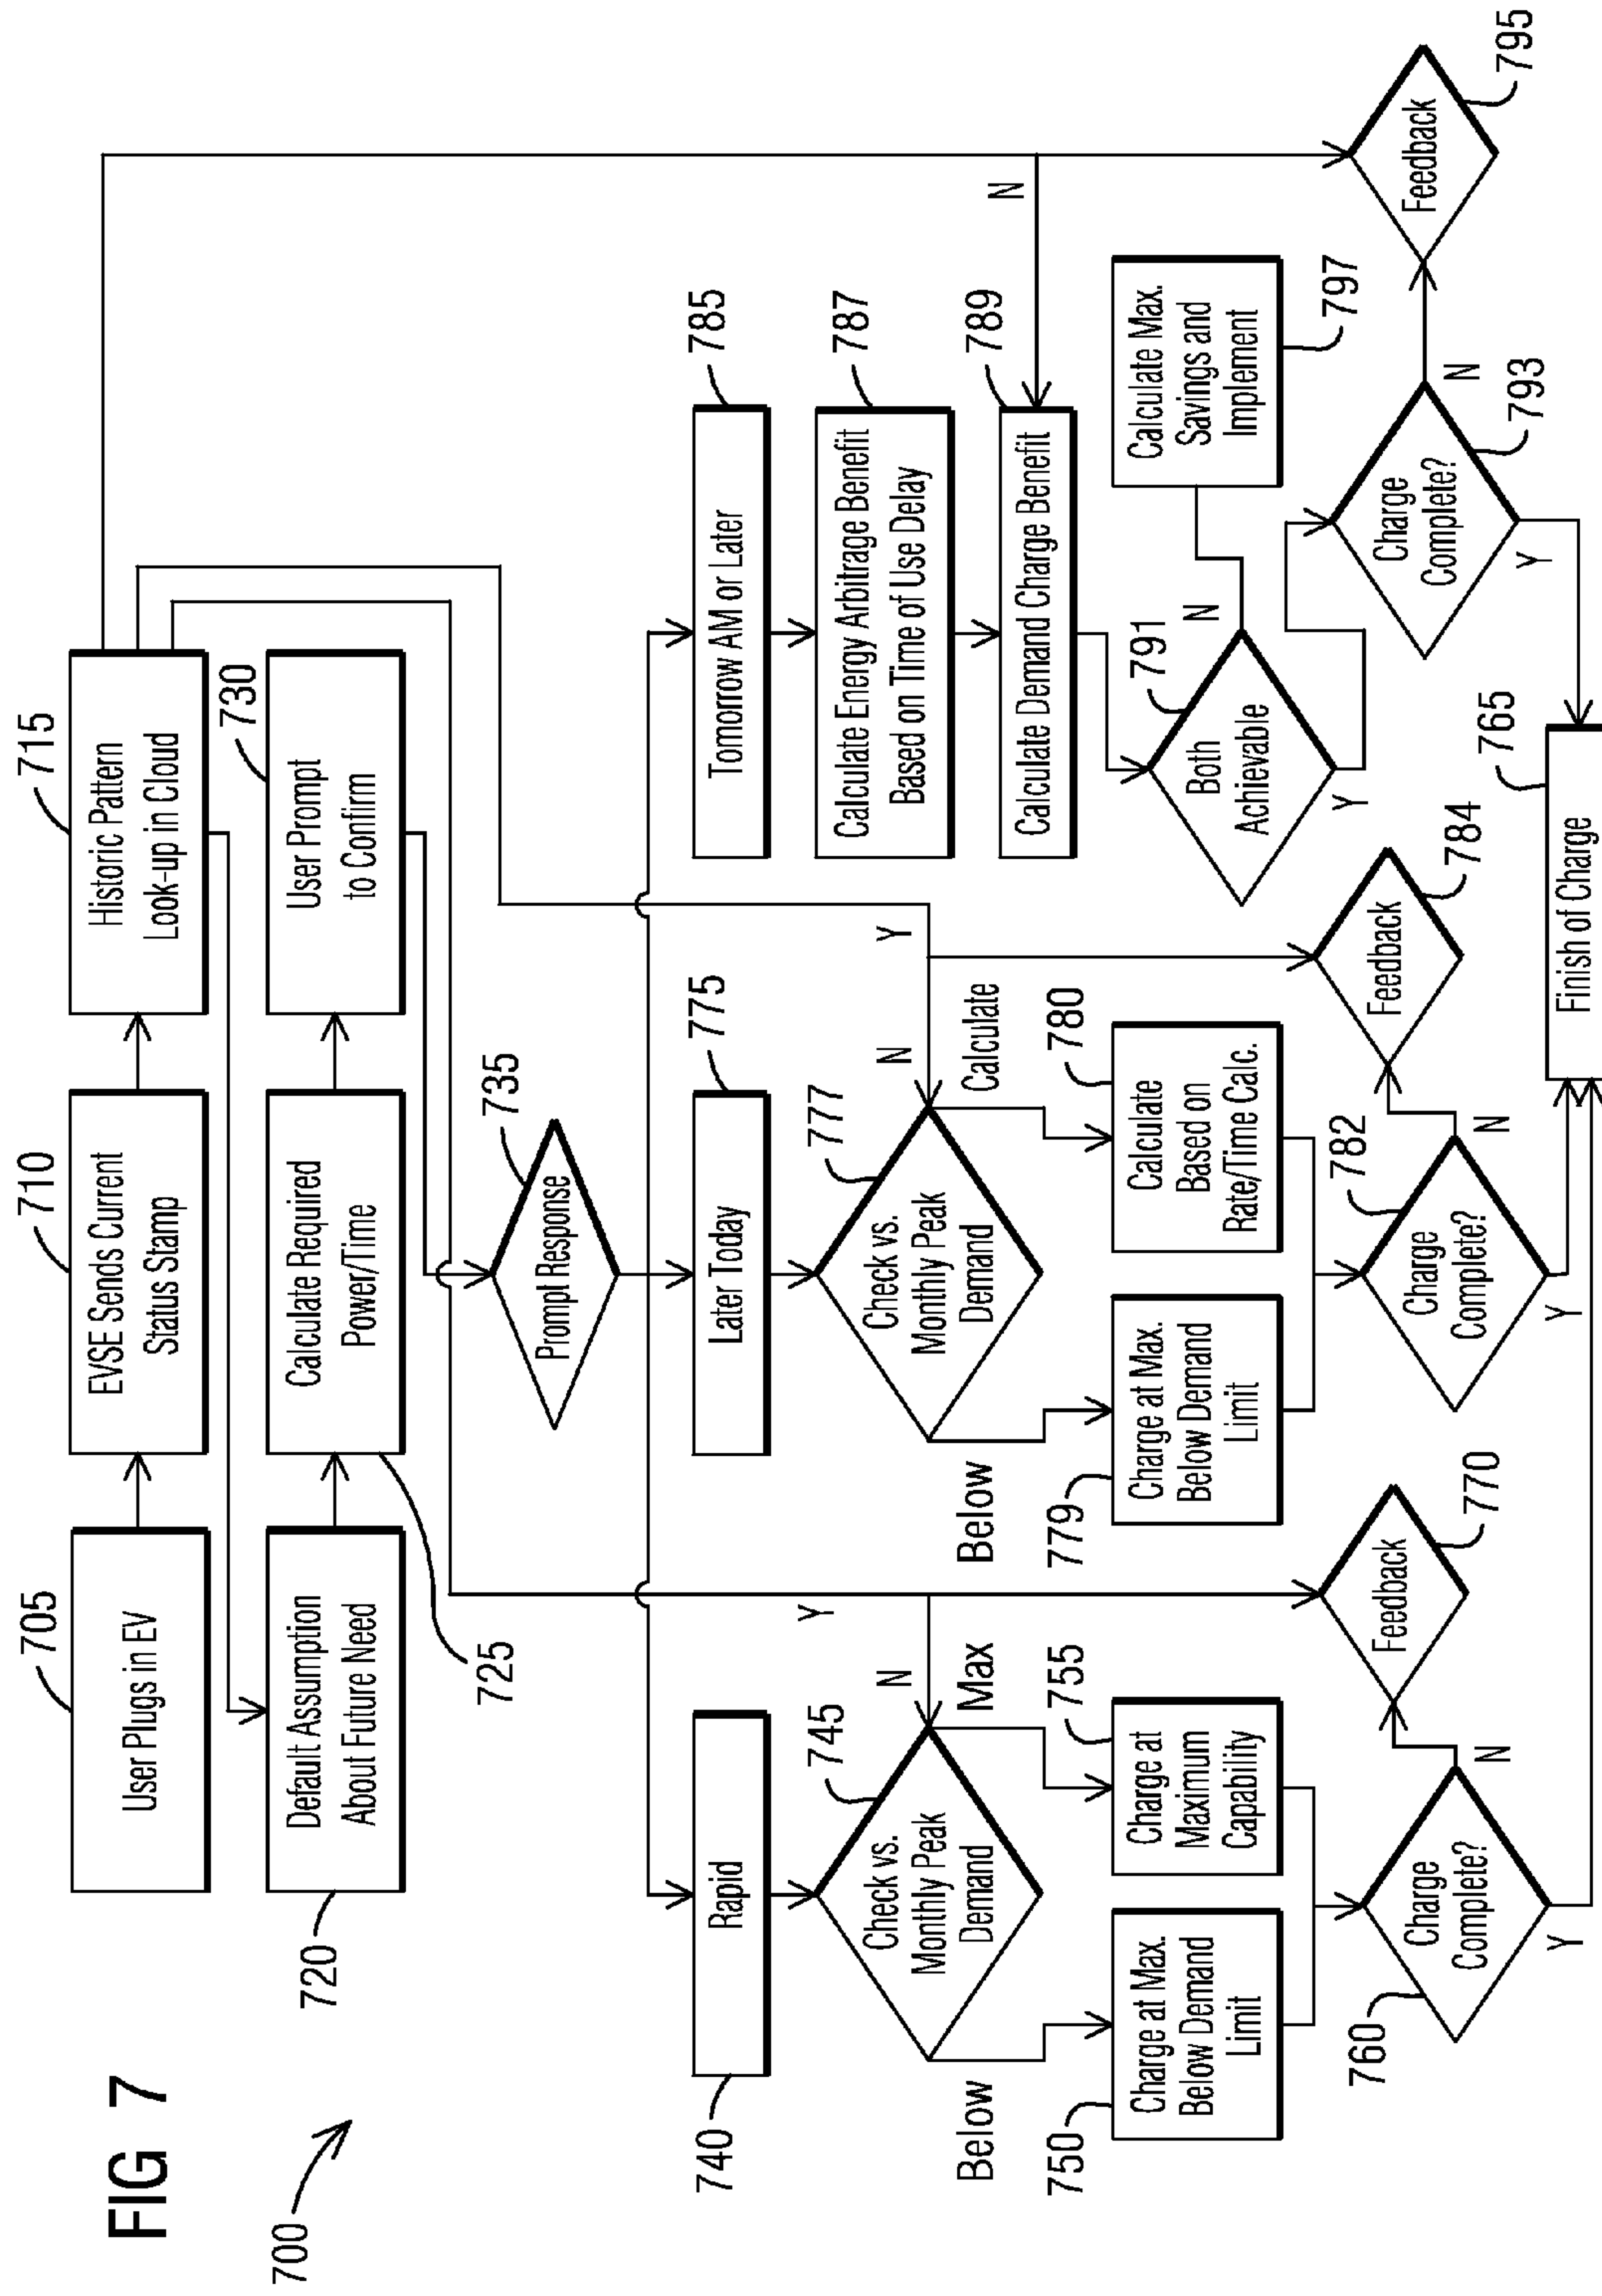 FIG 7
700
705
User Plugs in EV
710
EVSE Sends Current
Status Stamp
715
Historic Pattern
Look-up in Cloud
720
Default Assumption
About Future Need
725
Calculate Required
Power/Time
730
User Prompt
to Confirm
735
Prompt Response
740
Rapid
775
Later Today
785
Tomorrow AM or Later
745
Check vs.
Monthly Peak
Demand
Y
N
Below
Max
750
Charge at Max.
Below Demand
Limit
755
Charge at
Maximum
Capability
760
Charge
Complete?
Y
N
770
Feedback
777
Check vs.
Monthly Peak
Demand
Y
N
Below
Calculate
779
Charge at Max.
Below Demand
Limit
780
Calculate
Based on
Rate/Time Calc.
782
Charge
Complete?
Y
N
784
Feedback
787
Calculate Energy Arbitrage Benefit
Based on Time of Use Delay
789
Calculate Demand Charge Benefit
N
791
Both
Achievable
N
Y
797
Calculate Max.
Savings and
Implement
793
Charge
Complete?
N
Y
795
Feedback
765
Finish of Charge